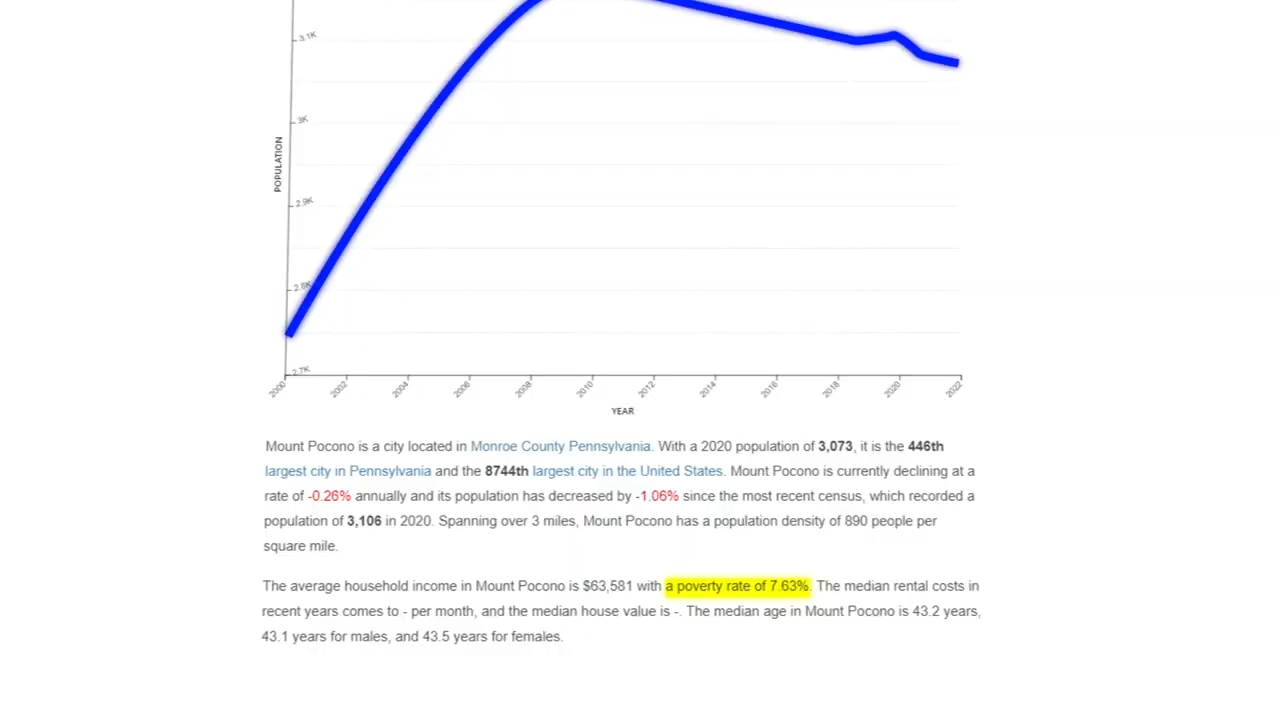 3.1K
3K
POPULATION
2.9K
2.8K
2.7K
2000 2002 2004 2006 2008 2010 2012 2014 2016 2018 2020 2022
YEAR
Mount Pocono is a city located in Monroe County Pennsylvania. With a 2020 population of 3,073, it is the 446th
largest city in Pennsylvania and the 8744th largest city in the United States. Mount Pocono is currently declining at a
rate of -0.26% annually and its population has decreased by -1.06% since the most recent census, which recorded a
population of 3,106 in 2020. Spanning over 3 miles, Mount Pocono has a population density of 890 people per
square mile.
The average household income in Mount Pocono is $63,581 with a poverty rate of 7.63%. The median rental costs in
recent years comes to - per month, and the median house value is -. The median age in Mount Pocono is 43.2 years,
43.1 years for males, and 43.5 years for females.